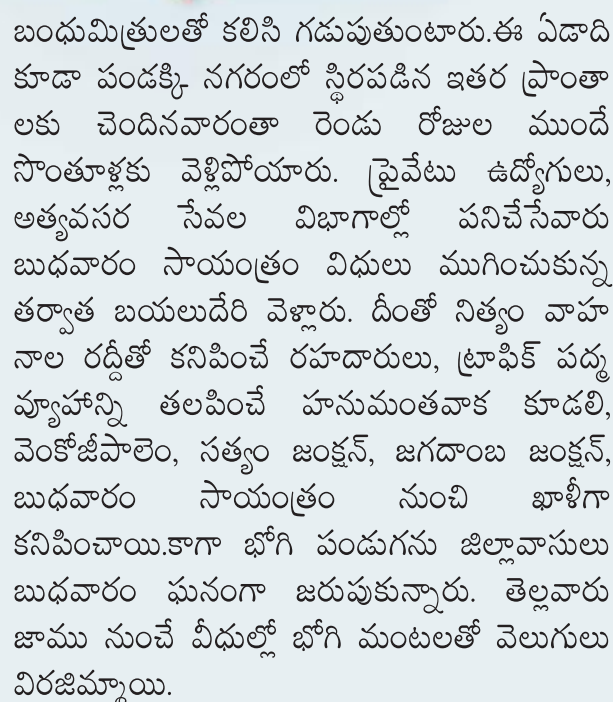 బంధుమిత్రులతో కలిసి గడుపుతుంటారు.ఈ ఏడాది
కూడా పండక్కి నగరంలో స్థిరపడిన ఇతర ప్రాంతా
లకు చెందినవారంతా రెండు రోజుల ముందే
సొంతూళ్లకు వెళ్లిపోయారు. ప్రైవేటు ఉద్యోగులు,
అత్యవసర సేవల విభాగాల్లో పనిచేసేవారు
బుధవారం సాయంత్రం విధులు ముగించుకున్న
తర్వాత బయలుదేరి వెళ్లారు. దీంతో నిత్యం వాహ
నాల రద్దీతో కనిపించే రహదారులు, ట్రాఫిక్ పద్మ
వ్యూహాన్ని తలపించే హనుమంతవాక కూడలి,
వెంకోజీపాలెం, సత్యం జంక్షన్, జగదాంబ జంక్షన్,
బుధవారం సాయంత్రం నుంచి ఖాళీగా
కనిపించాయి.కాగా భోగి పండుగను జిల్లావాసులు
బుధవారం ఘనంగా జరుపుకున్నారు. తెల్లవారు
జాము నుంచే వీధుల్లో భోగి మంటలతో వెలుగులు
విరజిమ్మాయి.